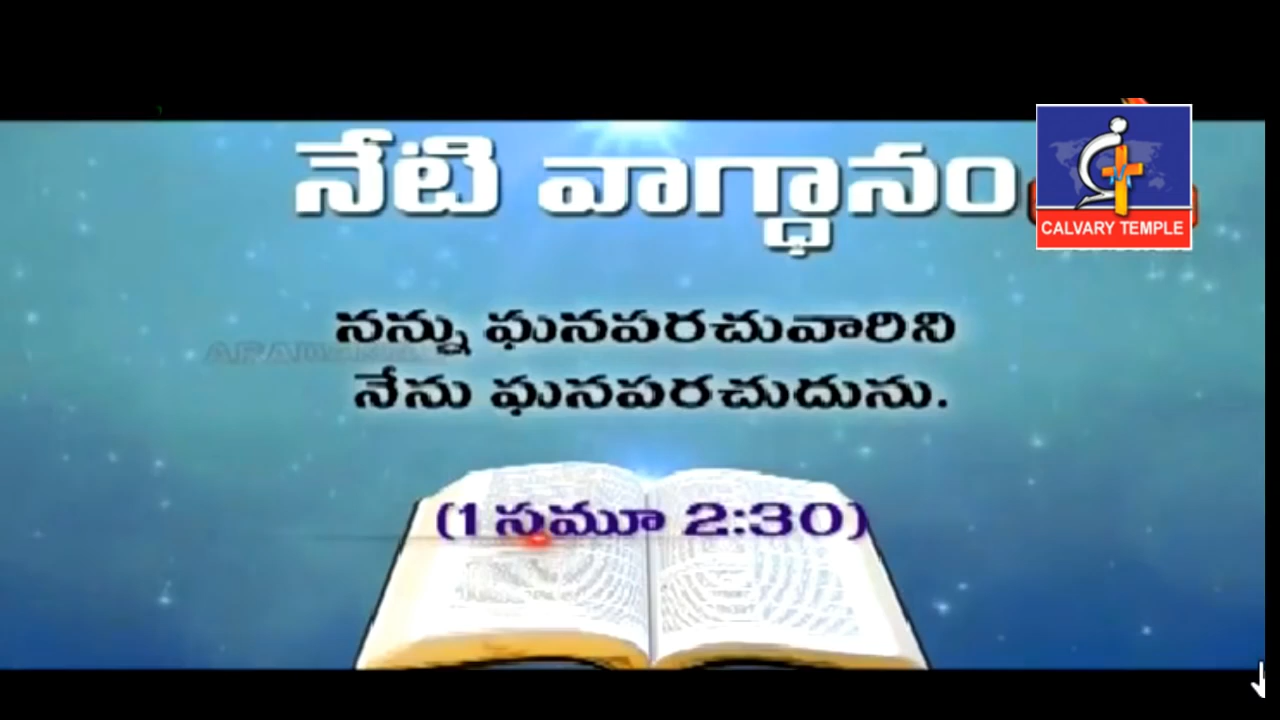 నేటి వాగ్ధానం
CALVARY TEMPLE
నన్ను ఘనపరచువారిని
నేను ఘనపరచుదును.
(1 సమూ 2:30)